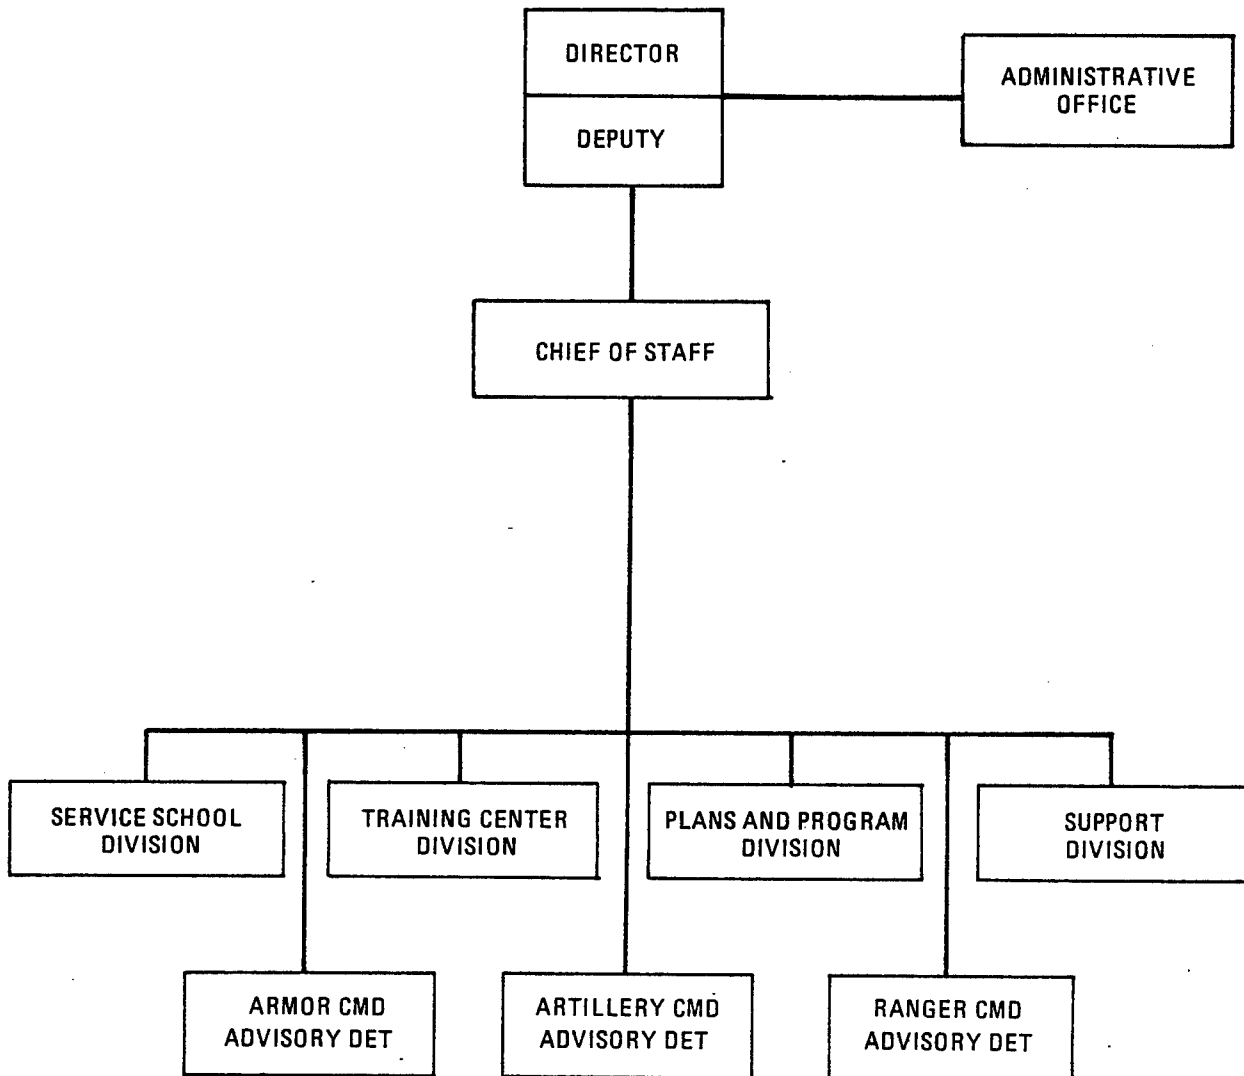 DIRECTOR
DEPUTY
ADMINISTRATIVE
OFFICE
CHIEF OF STAFF
SERVICE SCHOOL
DIVISION
TRAINING CENTER
DIVISION
PLANS AND PROGRAM
DIVISION
SUPPORT
DIVISION
ARMOR CMD
ADVISORY DET
ARTILLERY CMD
ADVISORY DET
RANGER CMD
ADVISORY DET